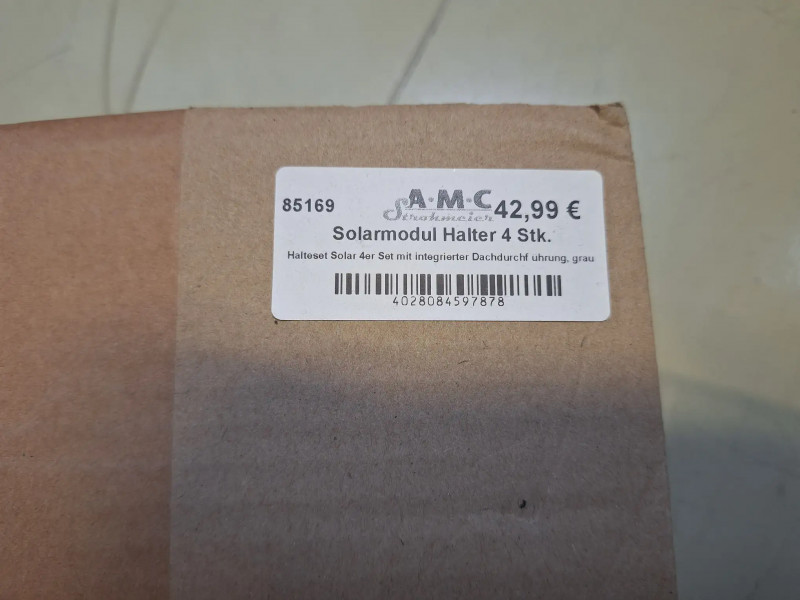 85169
A·M·C
Strohmeier
42,99 €
Solarmodul Halter 4 Stk.
Halteset Solar 4er Set mit integrierter Dachdurchf uhrung, grau
4028084597878